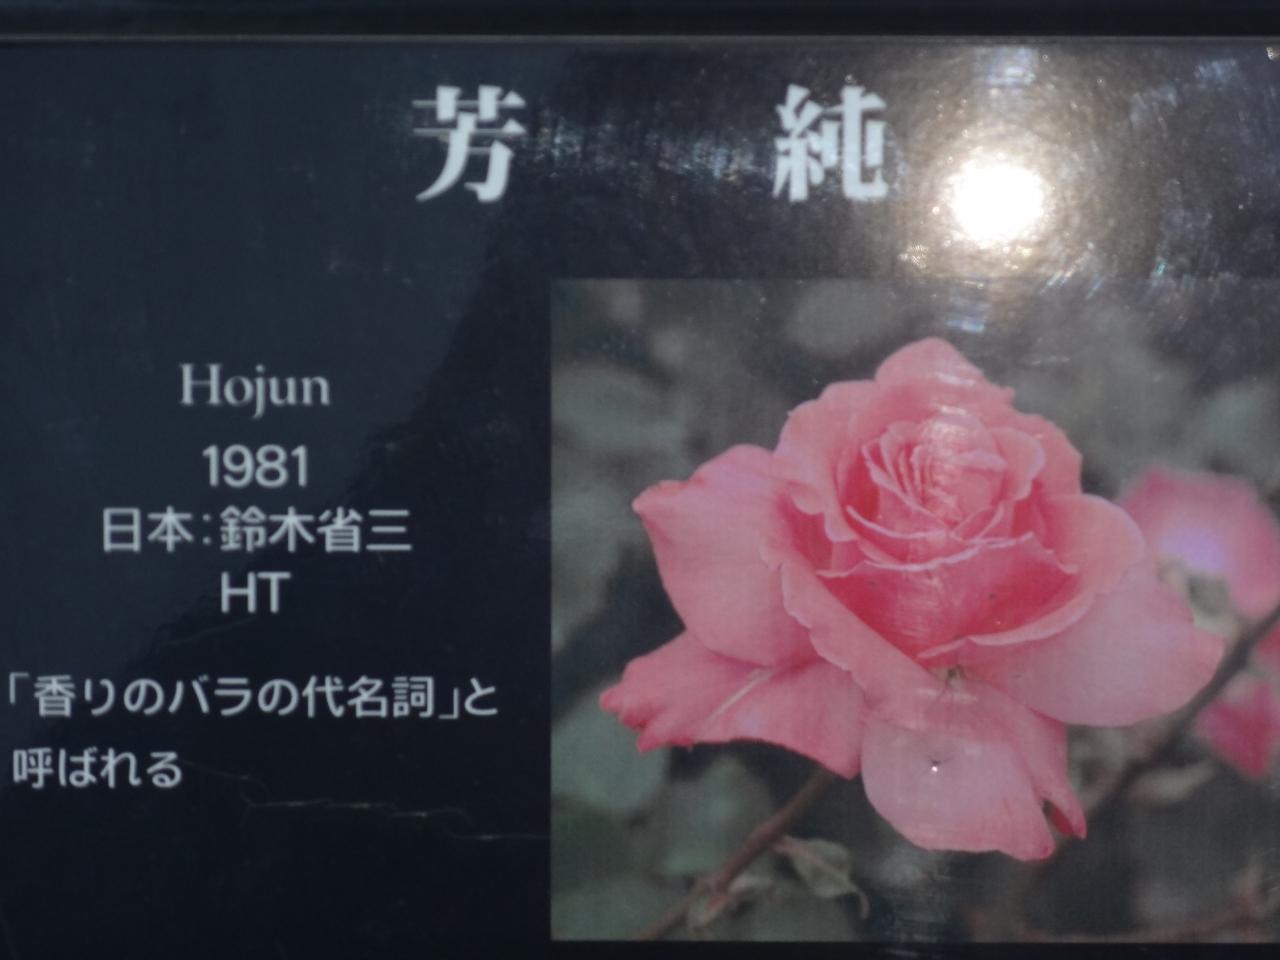 芳 純
Hojun
1981
日本:鈴木省三
HT
「香りのバラの代名詞」と
呼ばれる